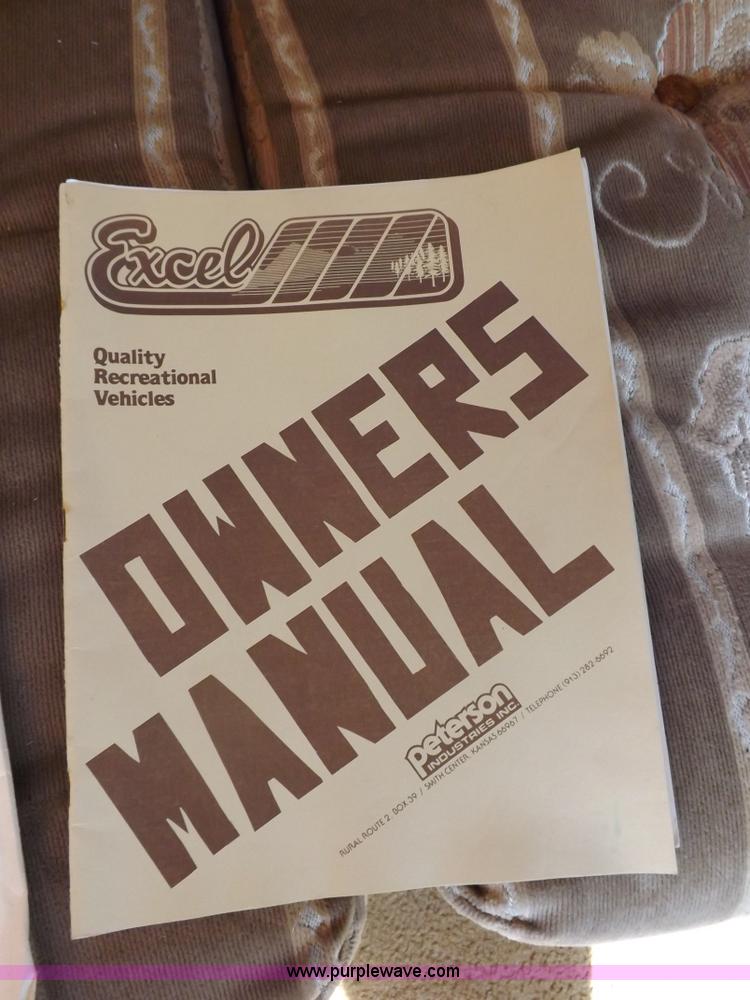 Excel
Quality
Recreational
Vehicles
OWNERS
MANUAL
peterson
INDUSTRIES INC.
RURAL ROUTE 2, BOX 39 / SMITH CENTER, KANSAS 66967 / TELEPHONE (913) 282-6692
www.purplewave.com